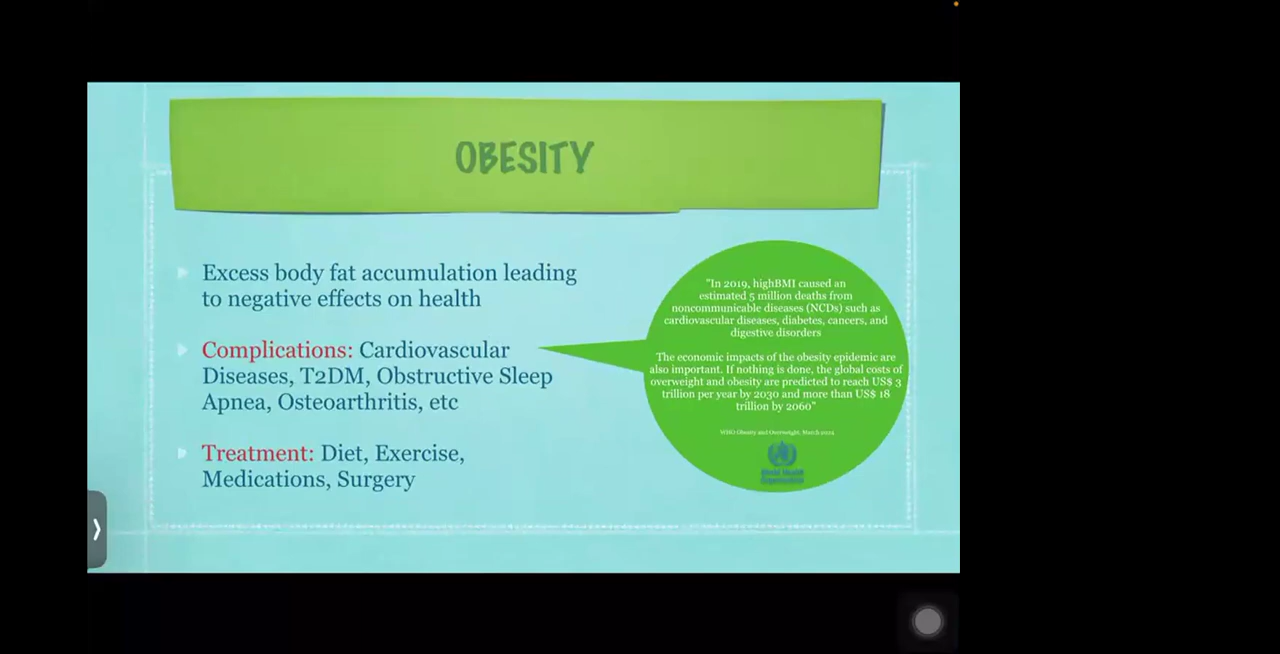 OBESITY
Excess body fat accumulation leading
to negative effects on health
Complications: Cardiovascular
Diseases, T2DM, Obstructive Sleep
Apnea, Osteoarthritis, etc
Treatment: Diet, Exercise,
Medications, Surgery
"In 2019, highBMI caused an
estimated 5 million deaths from
noncommunicable diseases (NCDs) such as
cardiovascular diseases, diabetes, cancers, and
digestive disorders
The economic impacts of the obesity epidemic are
also important. If nothing is done, the global costs of
overweight and obesity are predicted to reach US$ 3
trillion per year by 2030 and more than US$ 18
trillion by 2060"
WHO Obesity and Overweight, March
World Health
Organization